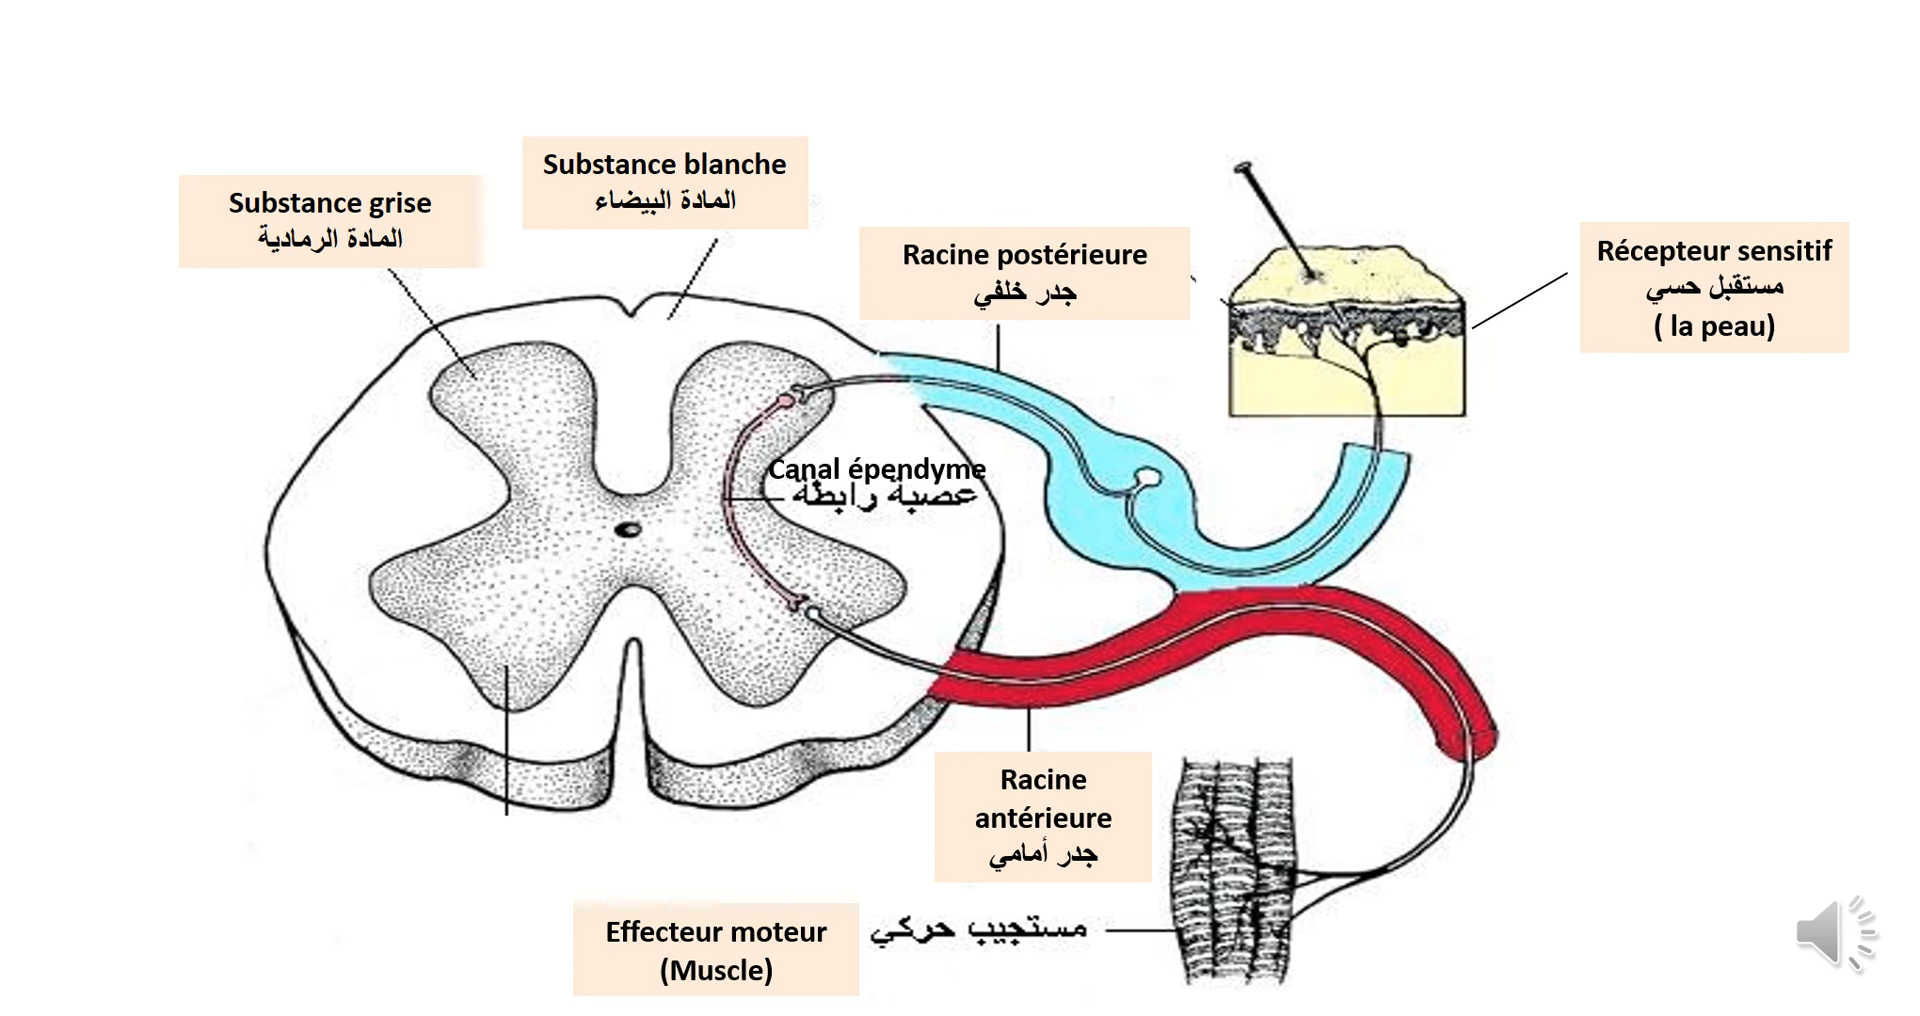 Substance blanche
المادة البيضاء
Substance grise
المادة الرمادية
Racine postérieure
جدر خلفي
Récepteur sensitif
مستقبل حسي
( la peau)
Canal épendyme
عصبة رابطة
Racine
antérieure
جدر أمامي
Effecteur moteur
(Muscle)
مستجيب حركي